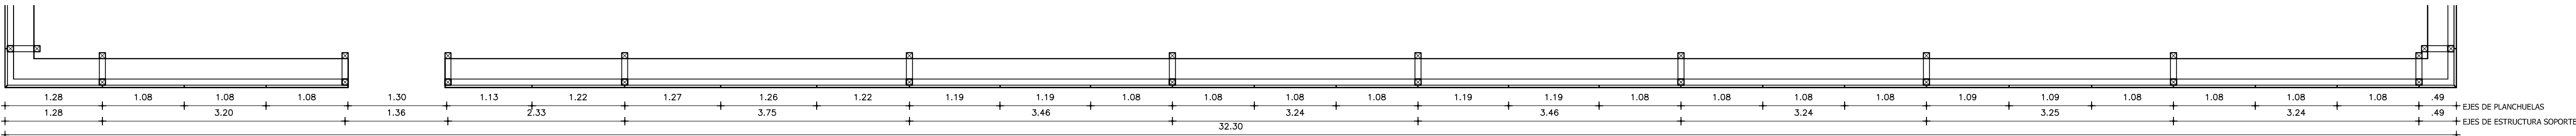 1.28 1.08 1.08 1.08 1.30 1.13 1.22 1.27 1.26 1.22 1.19 1.19 1.08 1.08 1.08 1.08 1.19 1.19 1.08 1.08 1.08 1.08 1.09 1.09 1.08 1.08 1.08 1.08 .49 EJES DE PLANCHUELAS
1.28 3.20 1.36 2.33 3.75 3.46 3.24 3.46 3.24 3.25 3.24 .49 EJES DE ESTRUCTURA SOPORTE
32.30